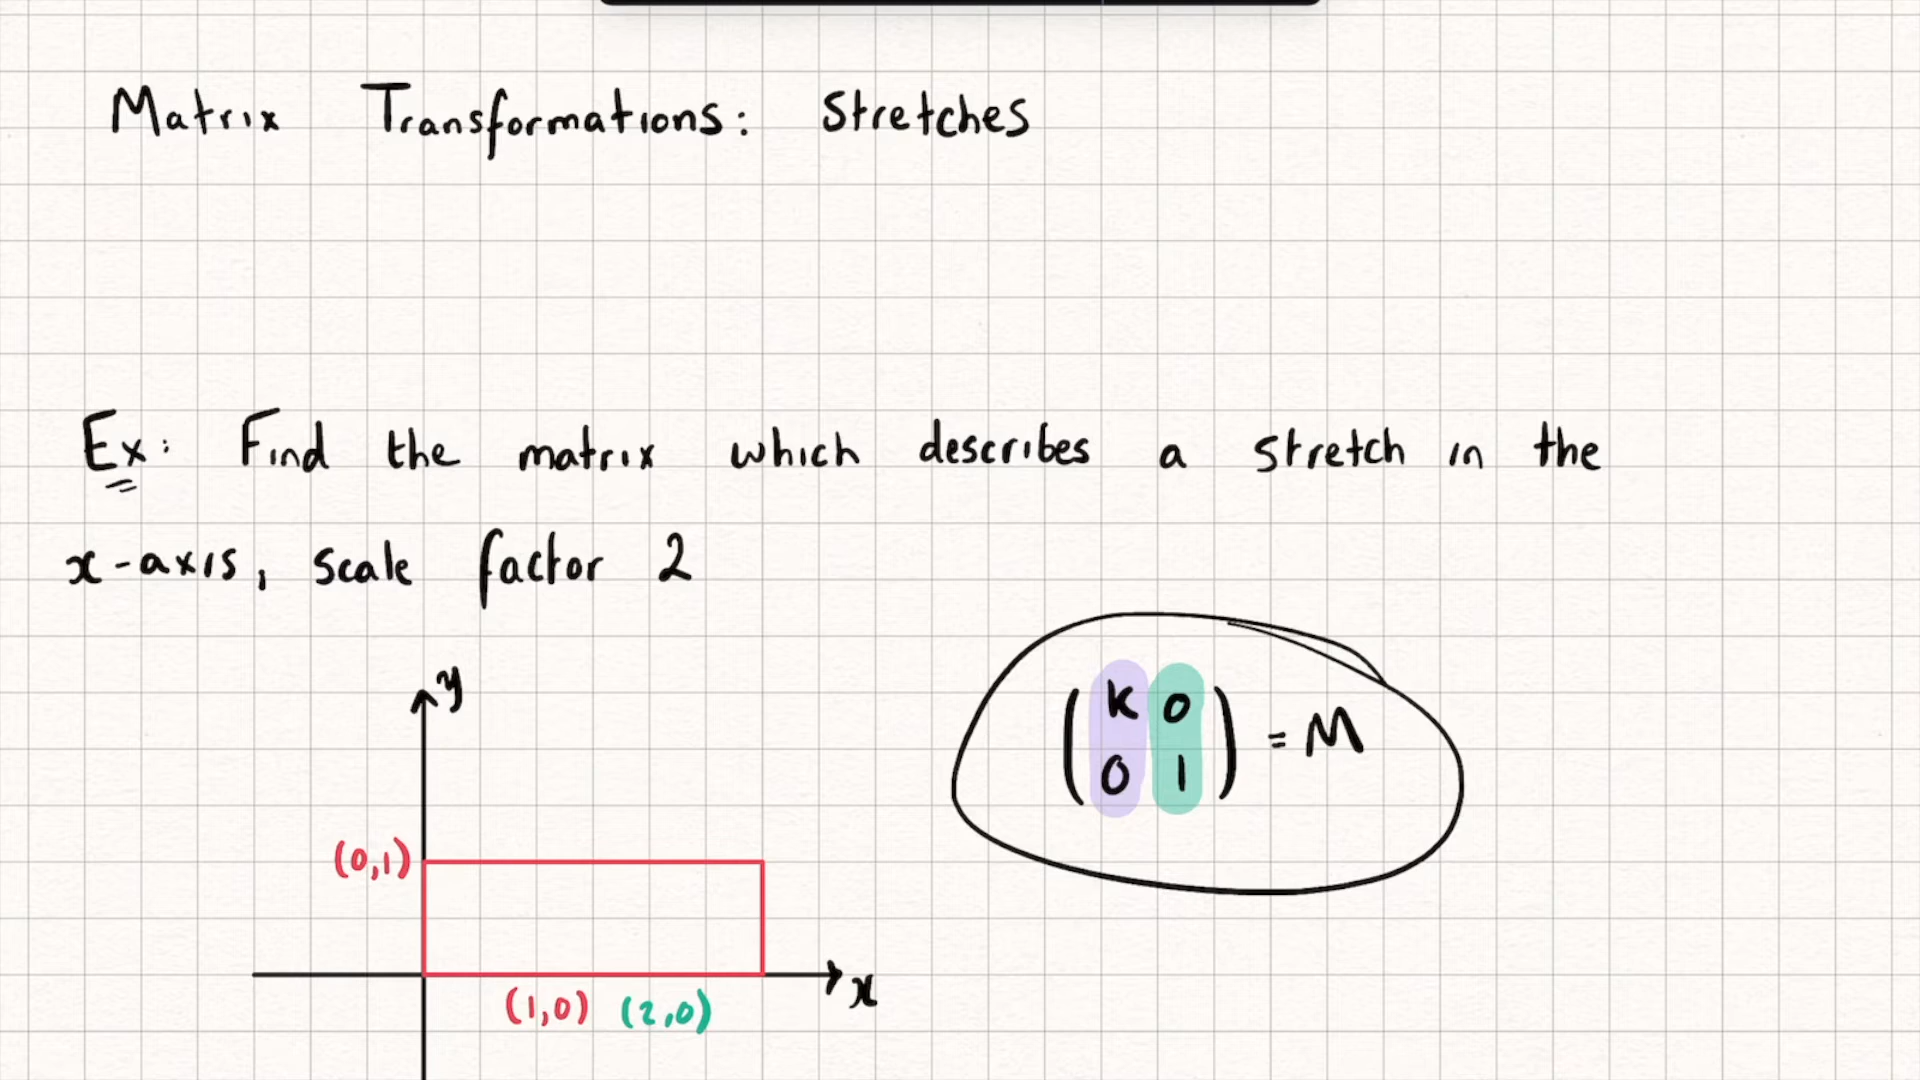 Matrix Transformations: Stretches
Ex: Find the matrix which describes a stretch in the
x-axis, scale factor 2
y
(k 0
0 1) = M
(0,1)
x
(1,0) (2,0)